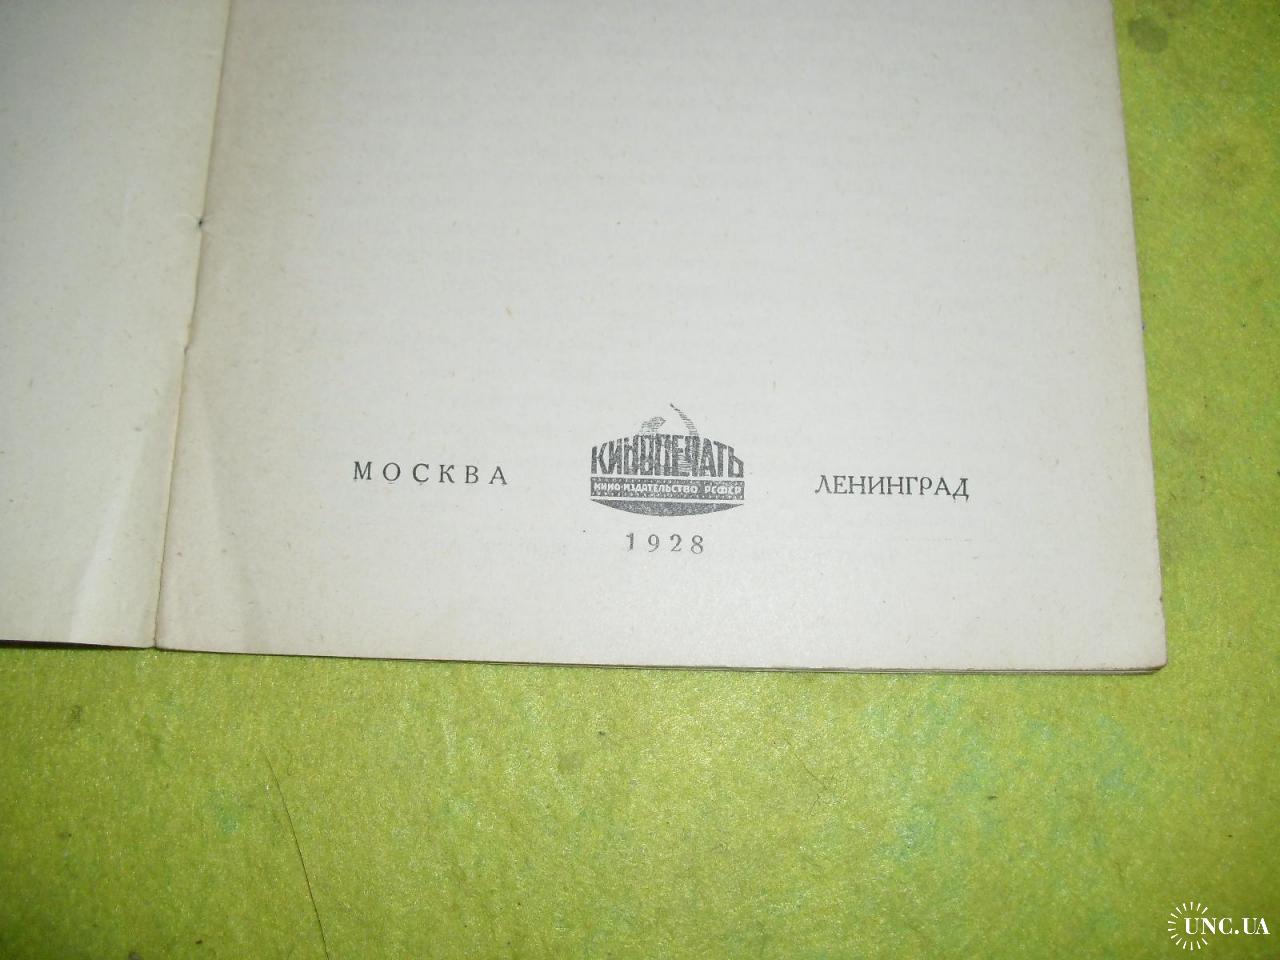 МОСКВА
КИНОПЕЧАТЬ
КИНО-ИЗДАТЕЛЬСТВО РСФСР
ЛЕНИНГРАД
1928
UNC.UA